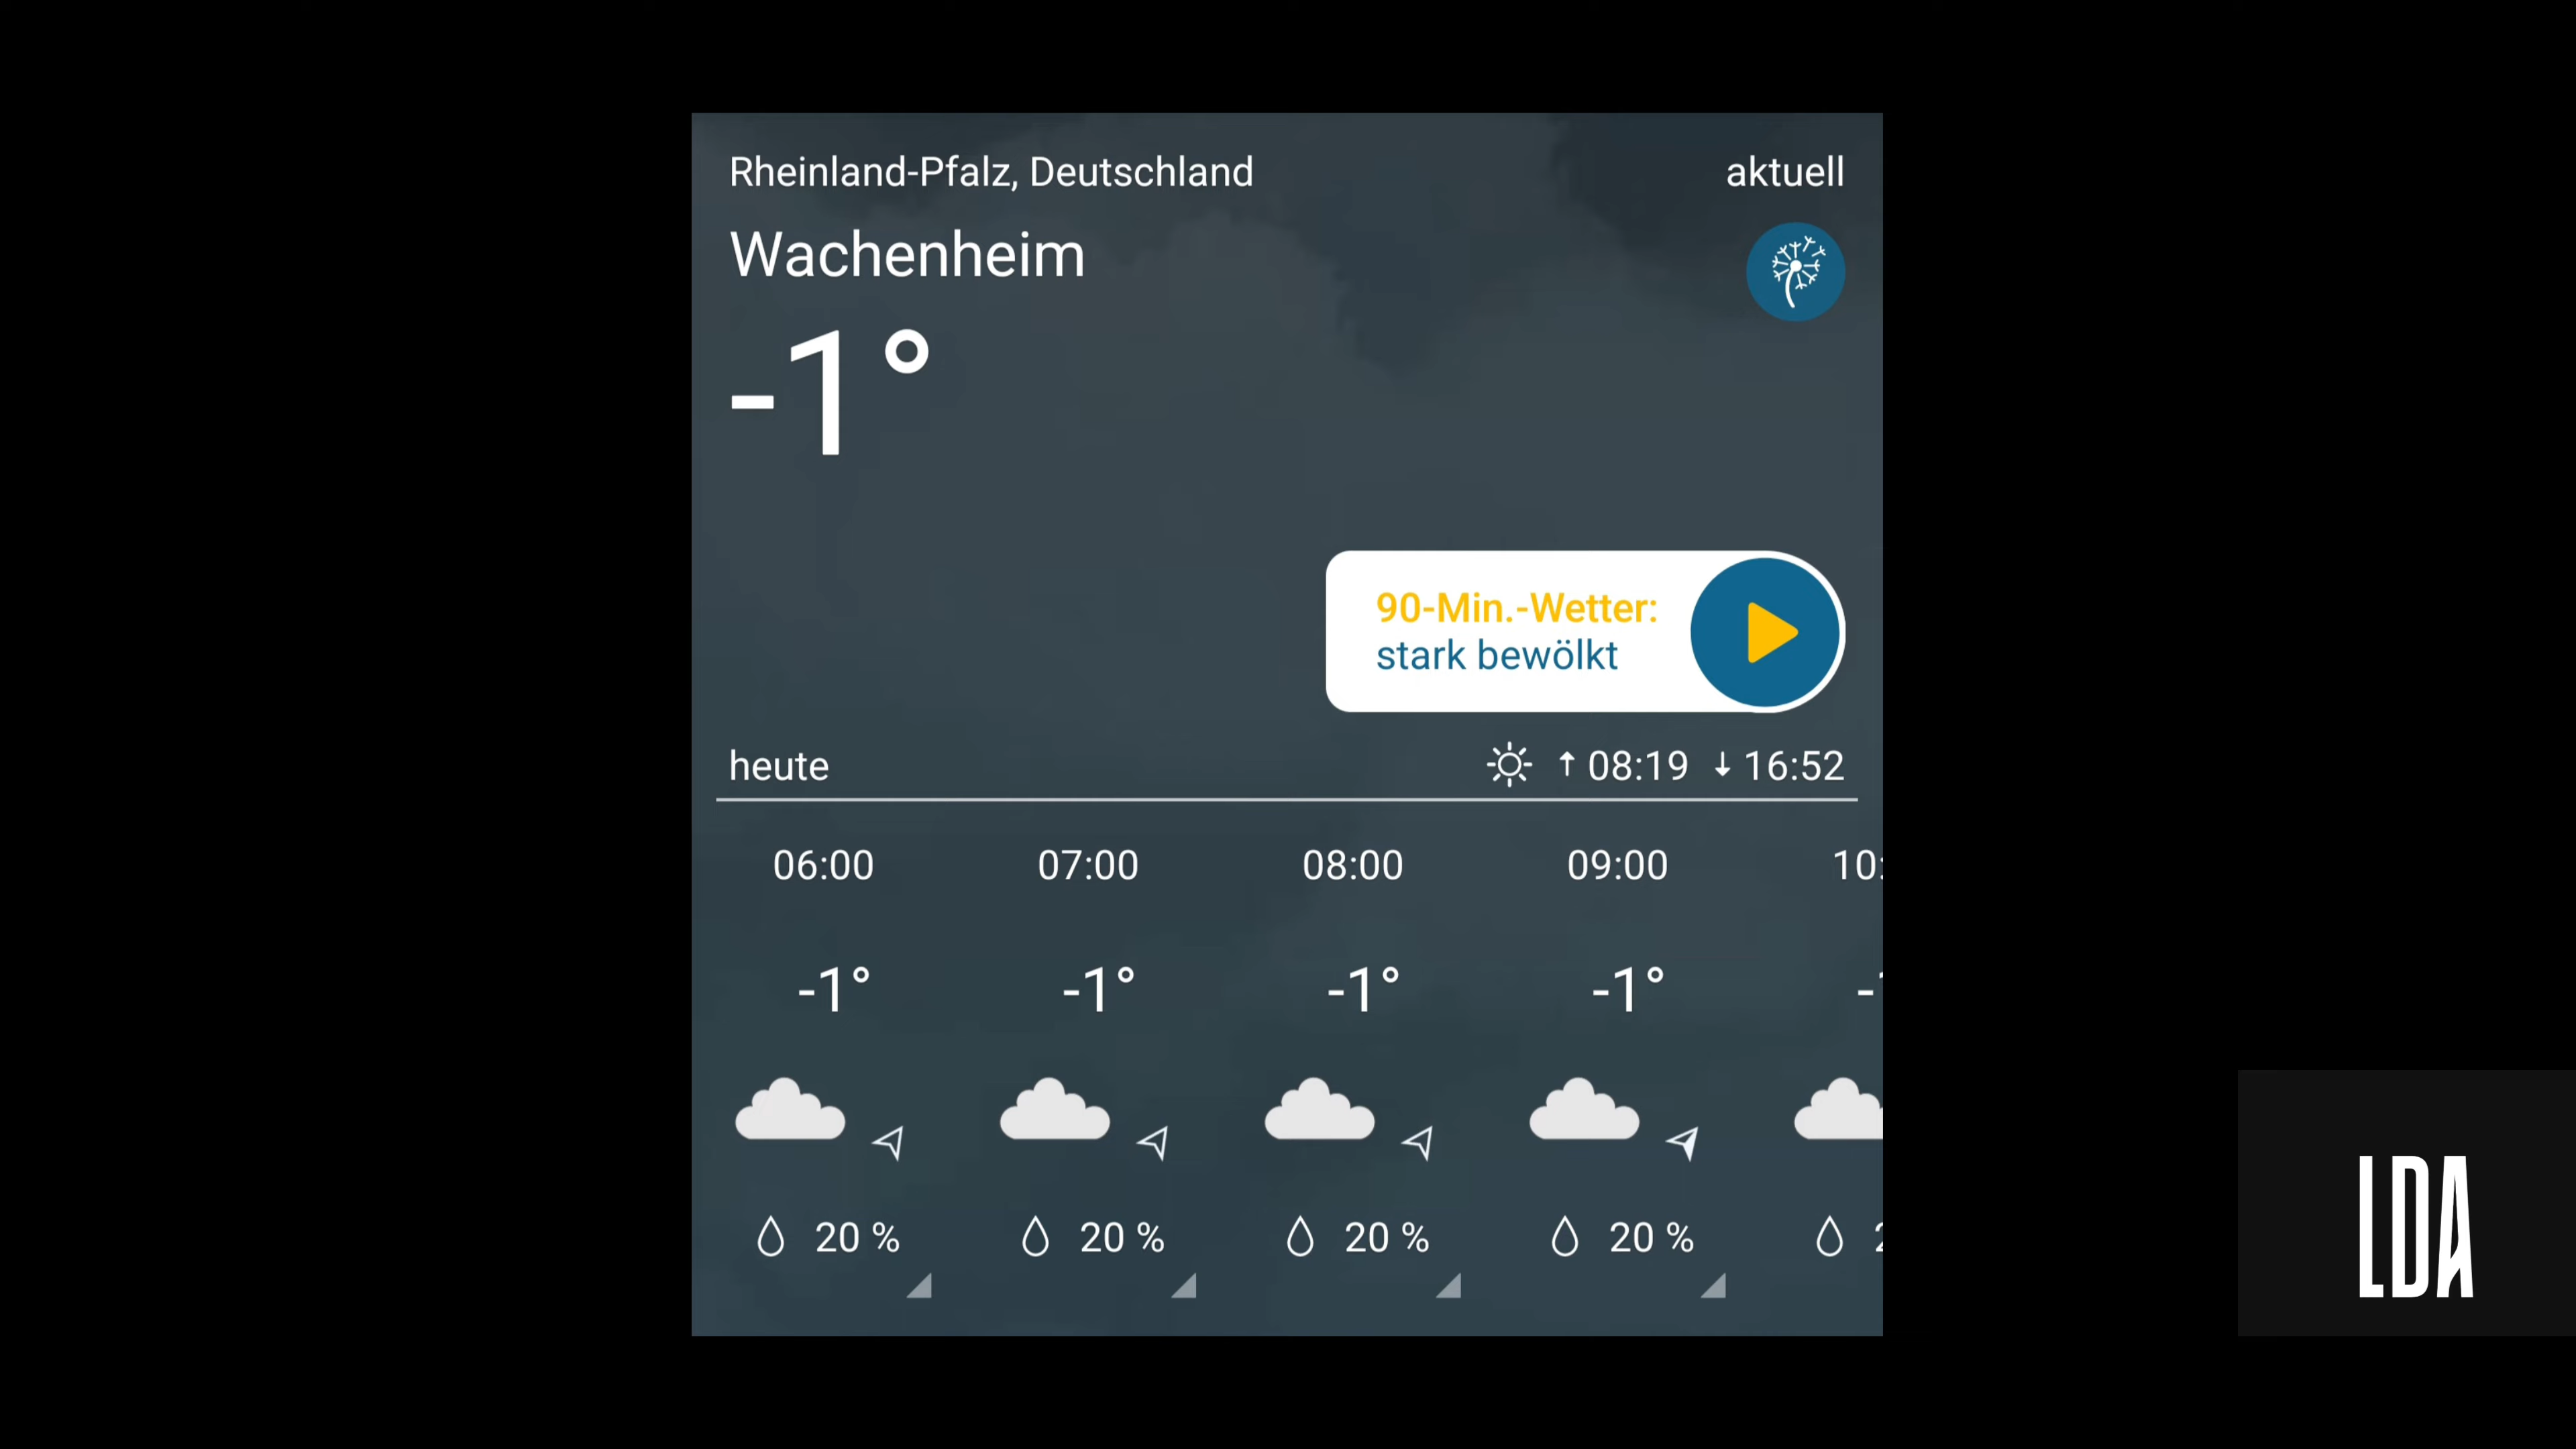 Rheinland-Pfalz, Deutschland aktuell
Wachenheim
-1°
90-Min.-Wetter:
stark bewölkt
heute ↑ 08:19 ↓ 16:52
06:00 07:00 08:00 09:00 10:
-1° -1° -1° -1°
20 % 20 % 20 % 20 %
LDA